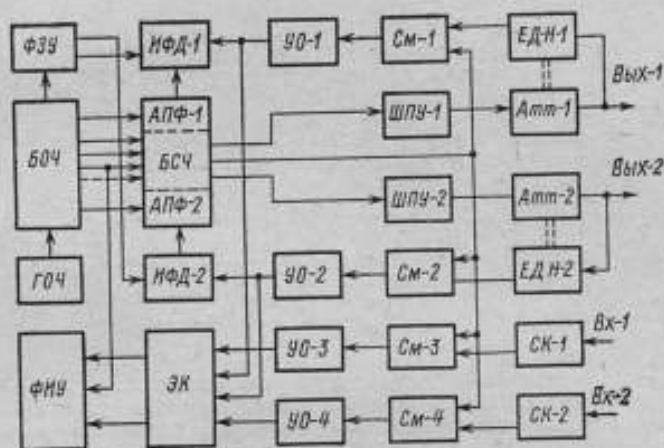 ФЗУ
ИФД-1
УО-1
См-1
ЕД-Н-1
Вых-1
БОЧ
АПФ-1
БСЧ
АПФ-2
ШПУ-1
Атт-1
ШПУ-2
Атт-2
Вых-2
ГОЧ
ИФД-2
УО-2
См-2
ЕД Н-2
ФНУ
ЭК
УО-3
См-3
СК-1
Вх-1
УО-4
См-4
СК-2
Вх-2